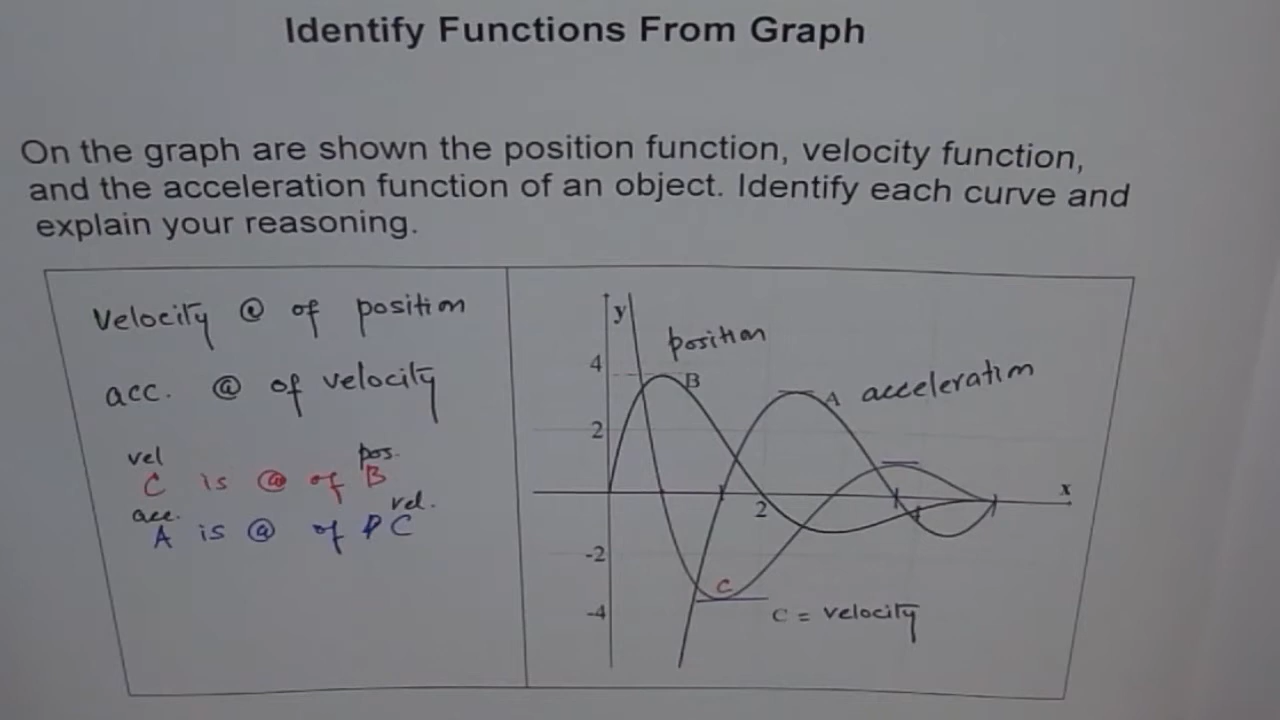 Identify Functions From Graph
On the graph are shown the position function, velocity function,
and the acceleration function of an object. Identify each curve and
explain your reasoning.
Velocity @ of position
acc. @ of velocity
vel pos.
C is @ of B
acc. vel.
A is @ of C
y
position
4
B
A acceleration
2
x
2
4
-2
C
-4
C = velocity